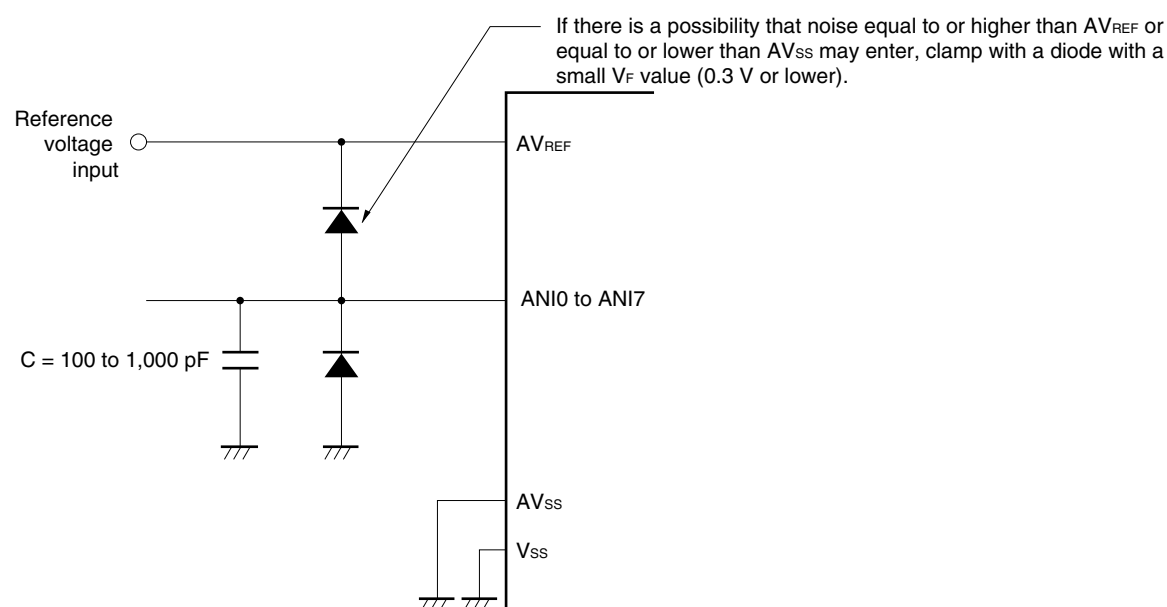 If there is a possibility that noise equal to or higher than AVREF or
equal to or lower than AVSS may enter, clamp with a diode with a
small VF value (0.3 V or lower).
Reference
voltage
input
AVREF
ANI0 to ANI7
C = 100 to 1,000 pF
AVSS
VSS